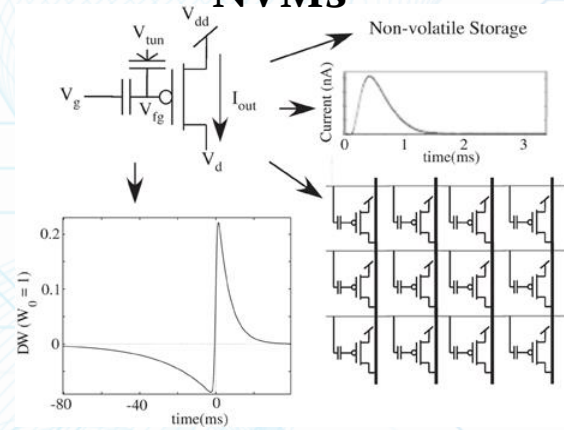 NVMs
V_dd
Non-volatile Storage
V_tun
V_g
V_fg
I_out
V_d
Current (nA)
0 1 2 3
time(ms)
DW (W_0 = 1)
0.2
0.1
0
-80 -40 0
time(ms)